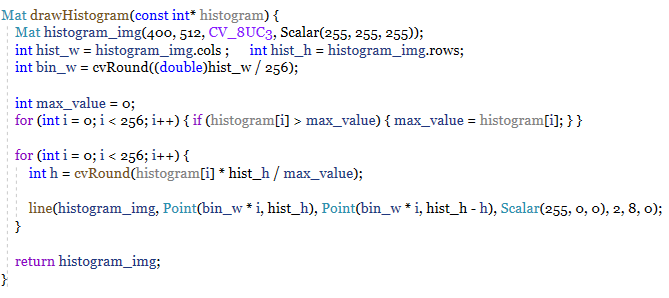 Mat drawHistogram(const int* histogram) {
Mat histogram_img(400, 512, CV_8UC3, Scalar(255, 255, 255));
int hist_w = histogram_img.cols ; int hist_h = histogram_img.rows;
int bin_w = cvRound((double)hist_w / 256);
int max_value = 0;
for (int i = 0; i < 256; i++) { if (histogram[i] > max_value) { max_value = histogram[i]; } }
for (int i = 0; i < 256; i++) {
int h = cvRound(histogram[i] * hist_h / max_value);
line(histogram_img, Point(bin_w * i, hist_h), Point(bin_w * i, hist_h - h), Scalar(255, 0, 0), 2, 8, 0);
}
return histogram_img;
}